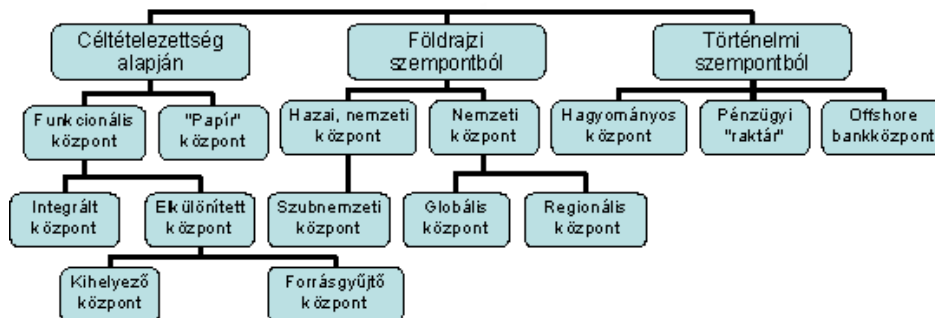 Céltételezettség
alapján
Földrajzi
szempontból
Történelmi
szempontból
Funkcionális
központ
"Papír"
központ
Hazai, nemzeti
központ
Nemzeti
központ
Hagyományos
központ
Pénzügyi
"raktár"
Offshore
bankközpont
Integrált
központ
Elkülönített
központ
Szubnemzeti
központ
Globális
központ
Regionális
központ
Kihelyező
központ
Forrásgyűjtő
központ